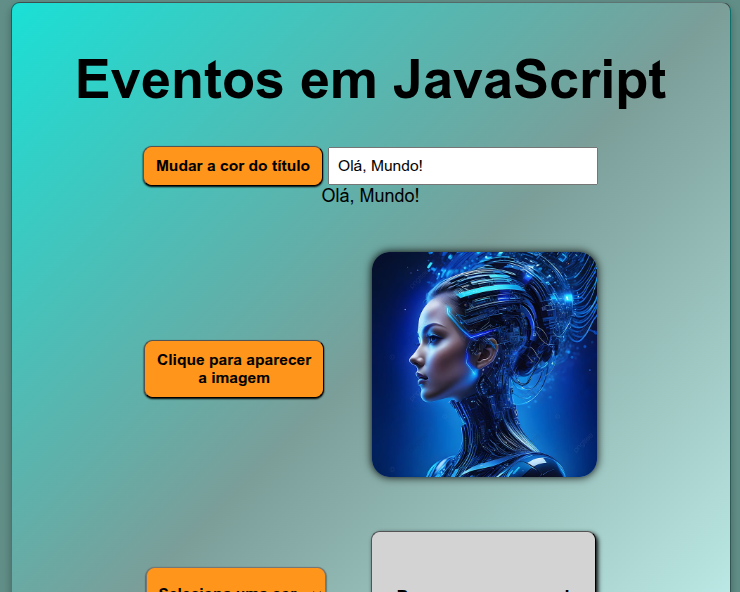 Eventos em JavaScript
Mudar a cor do título
Olá, Mundo!
Olá, Mundo!
Clique para aparecer
a imagem